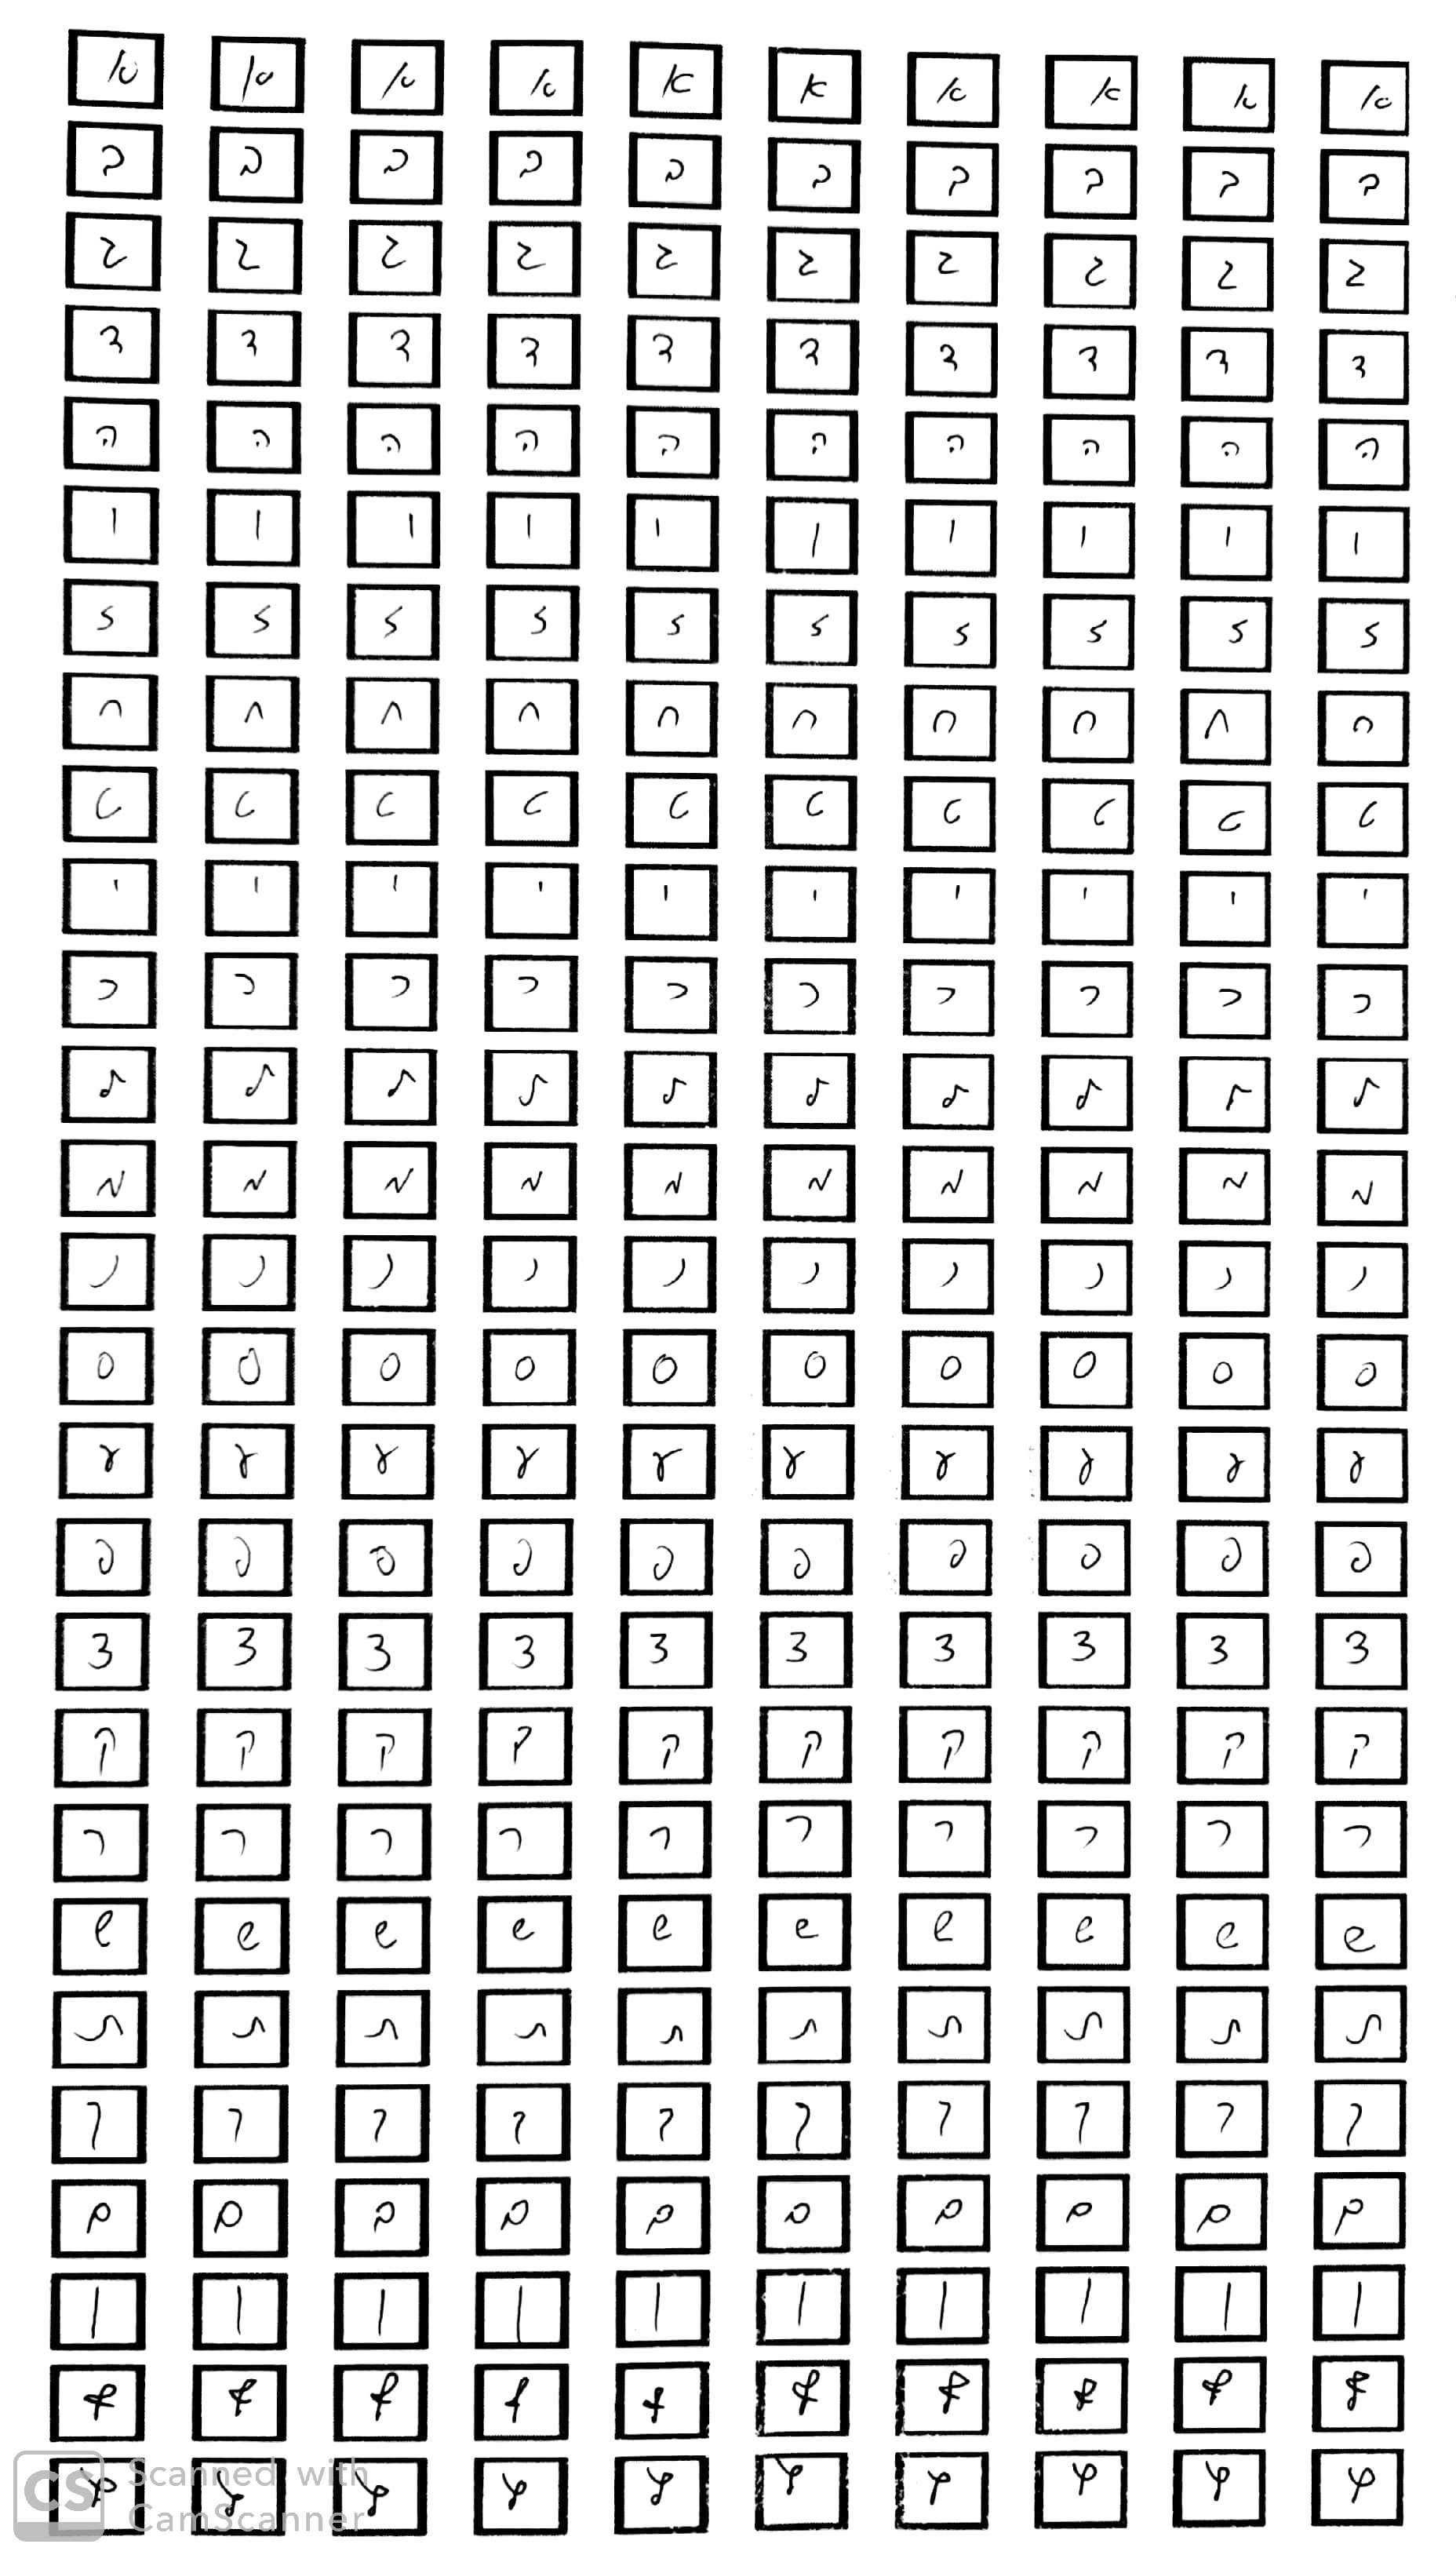 א א א א א א א א א א
ב ב ב ב ב ב ב ב ב ב
ג ג ג ג ג ג ג ג ג ג
ד ד ד ד ד ד ד ד ד ד
ה ה ה ה ה ה ה ה ה ה
ו ו ו ו ו ו ו ו ו ו
ז ז ז ז ז ז ז ז ז ז
ח ח ח ח ח ח ח ח ח ח
ט ט ט ט ט ט ט ט ט ט
י י י י י י י י י י
כ כ כ כ כ כ כ כ כ כ
ל ל ל ל ל ל ל ל ל ל
מ מ מ מ מ מ מ מ מ מ
נ נ נ נ נ נ נ נ נ נ
ס ס ס ס ס ס ס ס ס ס
ע ע ע ע ע ע ע ע ע ע
פ פ פ פ פ פ פ פ פ פ
צ צ צ צ צ צ צ צ צ צ
ק ק ק ק ק ק ק ק ק ק
ר ר ר ר ר ר ר ר ר ר
ש ש ש ש ש ש ש ש ש ש
ת ת ת ת ת ת ת ת ת ת
ך ך ך ך ך ך ך ך ך ך
ם ם ם ם ם ם ם ם ם ם
ן ן ן ן ן ן ן ן ן ן
ף ף ף ף ף ף ף ף ף ף
ץ ץ ץ ץ ץ ץ ץ ץ ץ ץ
CS Scanned with
CamScanner